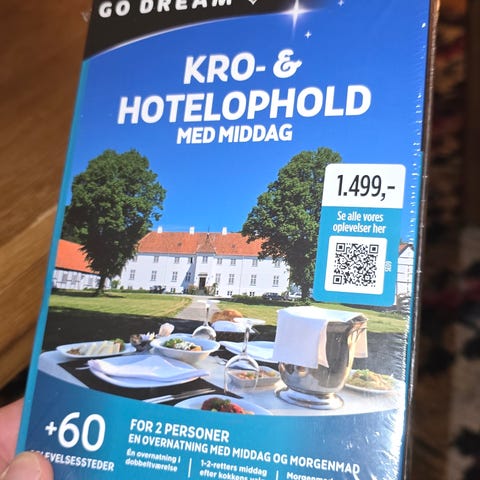 GO DREAM
KRO- &
HOTELOPHOLD
MED MIDDAG
1.499,-
Se alle vores
oplevelser her
+60
FOR 2 PERSONER
EN OVERNATNING MED MIDDAG OG MORGENMAD
En overnatning i
dobbeltværelse
1-2-retters middag
efter kokkens